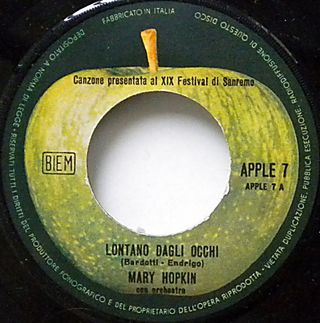 FABBRICATO IN ITALIA
DEPOSITATO A NORMA DI LEGGE • RISERVATI TUTTI I DIRITTI DEL PRODUTTORE FONOGRAFICO E DEL PROPRIETARIO DELL'OPERA RIPRODOTTA - VIETATA DUPLICAZIONE, PUBBLICA ESECUZIONE, RADIODIFFUSIONE DI QUESTO DISCO
Canzone presentata al XIX Festival di Sanremo
BIEM
APPLE 7
APPLE 7 A
LONTANO DAGLI OCCHI
(Bardotti - Endrigo)
MARY HOPKIN
con orchestra